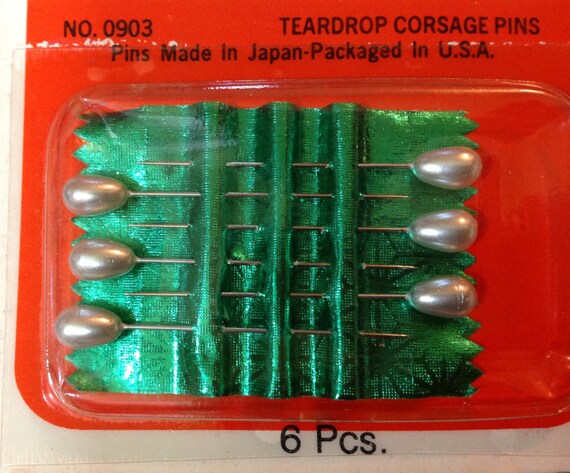 NO. 0903 TEARDROP CORSAGE PINS
Pins Made in Japan-Packaged in U.S.A.
6 Pcs.